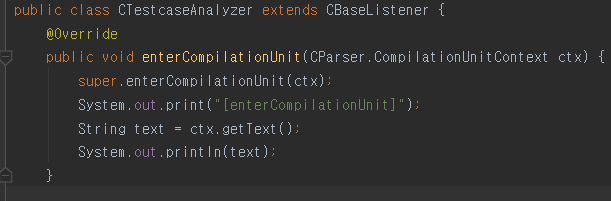 public class CTestcaseAnalyzer extends CBaseListener {
    @Override
    public void enterCompilationUnit(CParser.CompilationUnitContext ctx) {
        super.enterCompilationUnit(ctx);
        System.out.print("[enterCompilationUnit]");
        String text = ctx.getText();
        System.out.println(text);
    }